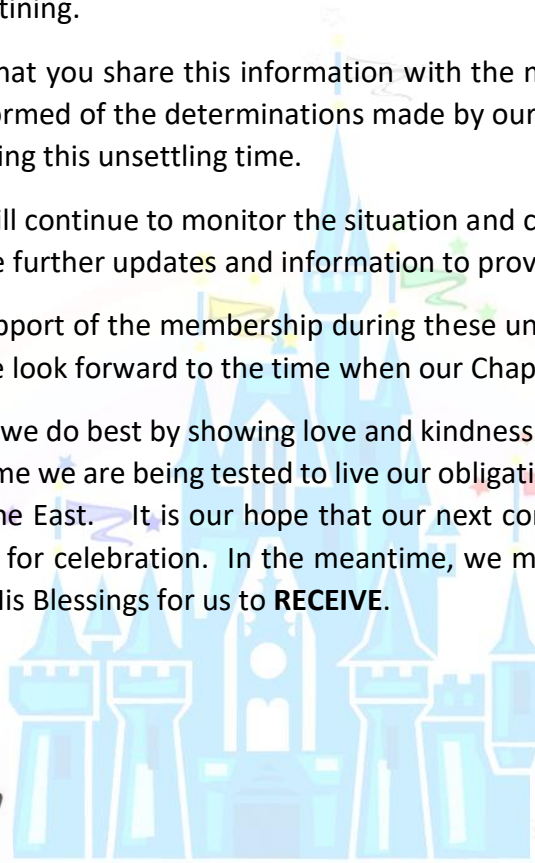 tining.
hat you share this information with the m
ormed of the determinations made by our
ing this unsettling time.
ill continue to monitor the situation and c
e further updates and information to prov
pport of the membership during these un
e look forward to the time when our Chap
we do best by showing love and kindness
me we are being tested to live our obligati
ne East. It is our hope that our next con
for celebration. In the meantime, we m
His Blessings for us to RECEIVE.